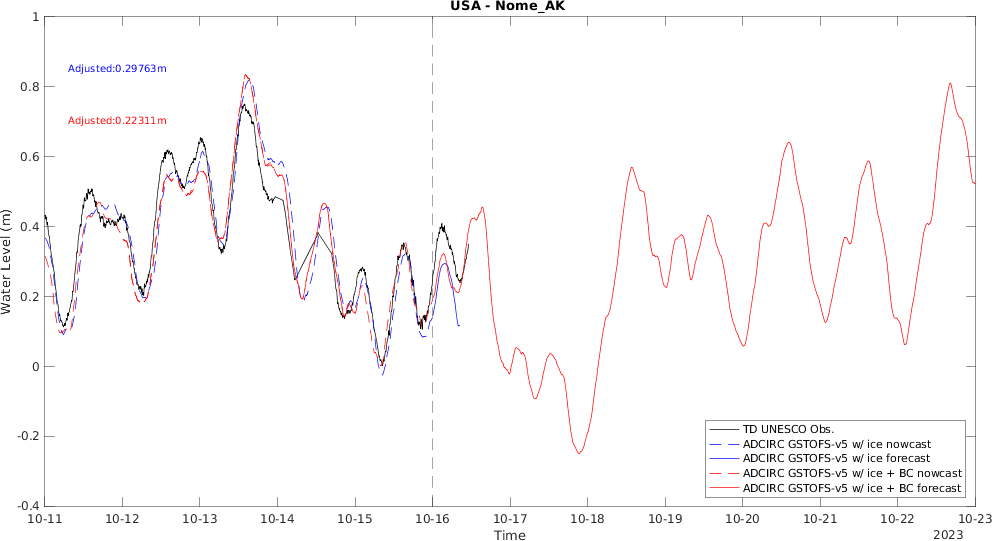 USA - Nome_AK
1
0.8
0.6
0.4
0.2
0
-0.2
-0.4
Water Level (m)
Adjusted:0.29763m
Adjusted:0.22311m
TD UNESCO Obs.
ADCIRC GSTOFS-v5 w/ ice nowcast
ADCIRC GSTOFS-v5 w/ ice forecast
ADCIRC GSTOFS-v5 w/ ice + BC nowcast
ADCIRC GSTOFS-v5 w/ ice + BC forecast
10-11 10-12 10-13 10-14 10-15 10-16 10-17 10-18 10-19 10-20 10-21 10-22 10-23
Time
2023